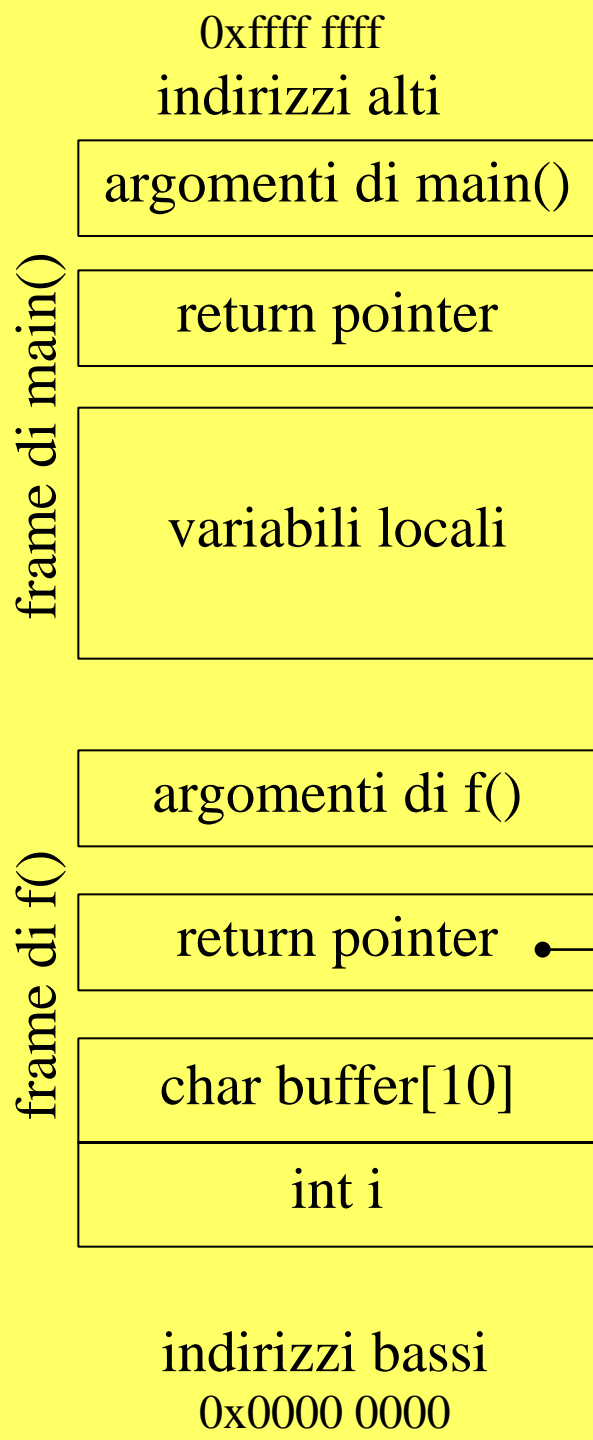 0xffff ffff
indirizzi alti
argomenti di main()
frame di main()
return pointer
variabili locali
argomenti di f()
frame di f()
return pointer
char buffer[10]
int i
indirizzi bassi
0x0000 0000